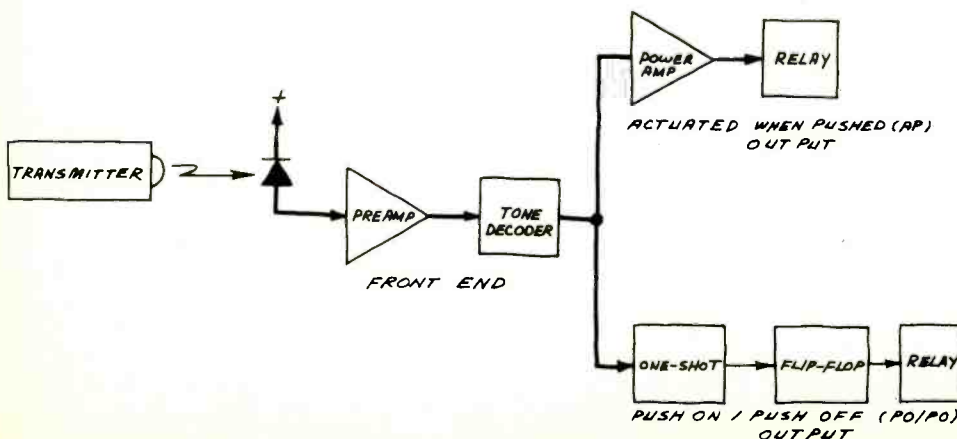 POWER
AMP
RELAY
ACTUATED WHEN PUSHED (AP)
OUTPUT
+
TRANSMITTER
PREAMP
TONE
DECODER
FRONT END
ONE-SHOT
FLIP-FLOP
RELAY
PUSH ON / PUSH OFF (PO/PO)
OUTPUT